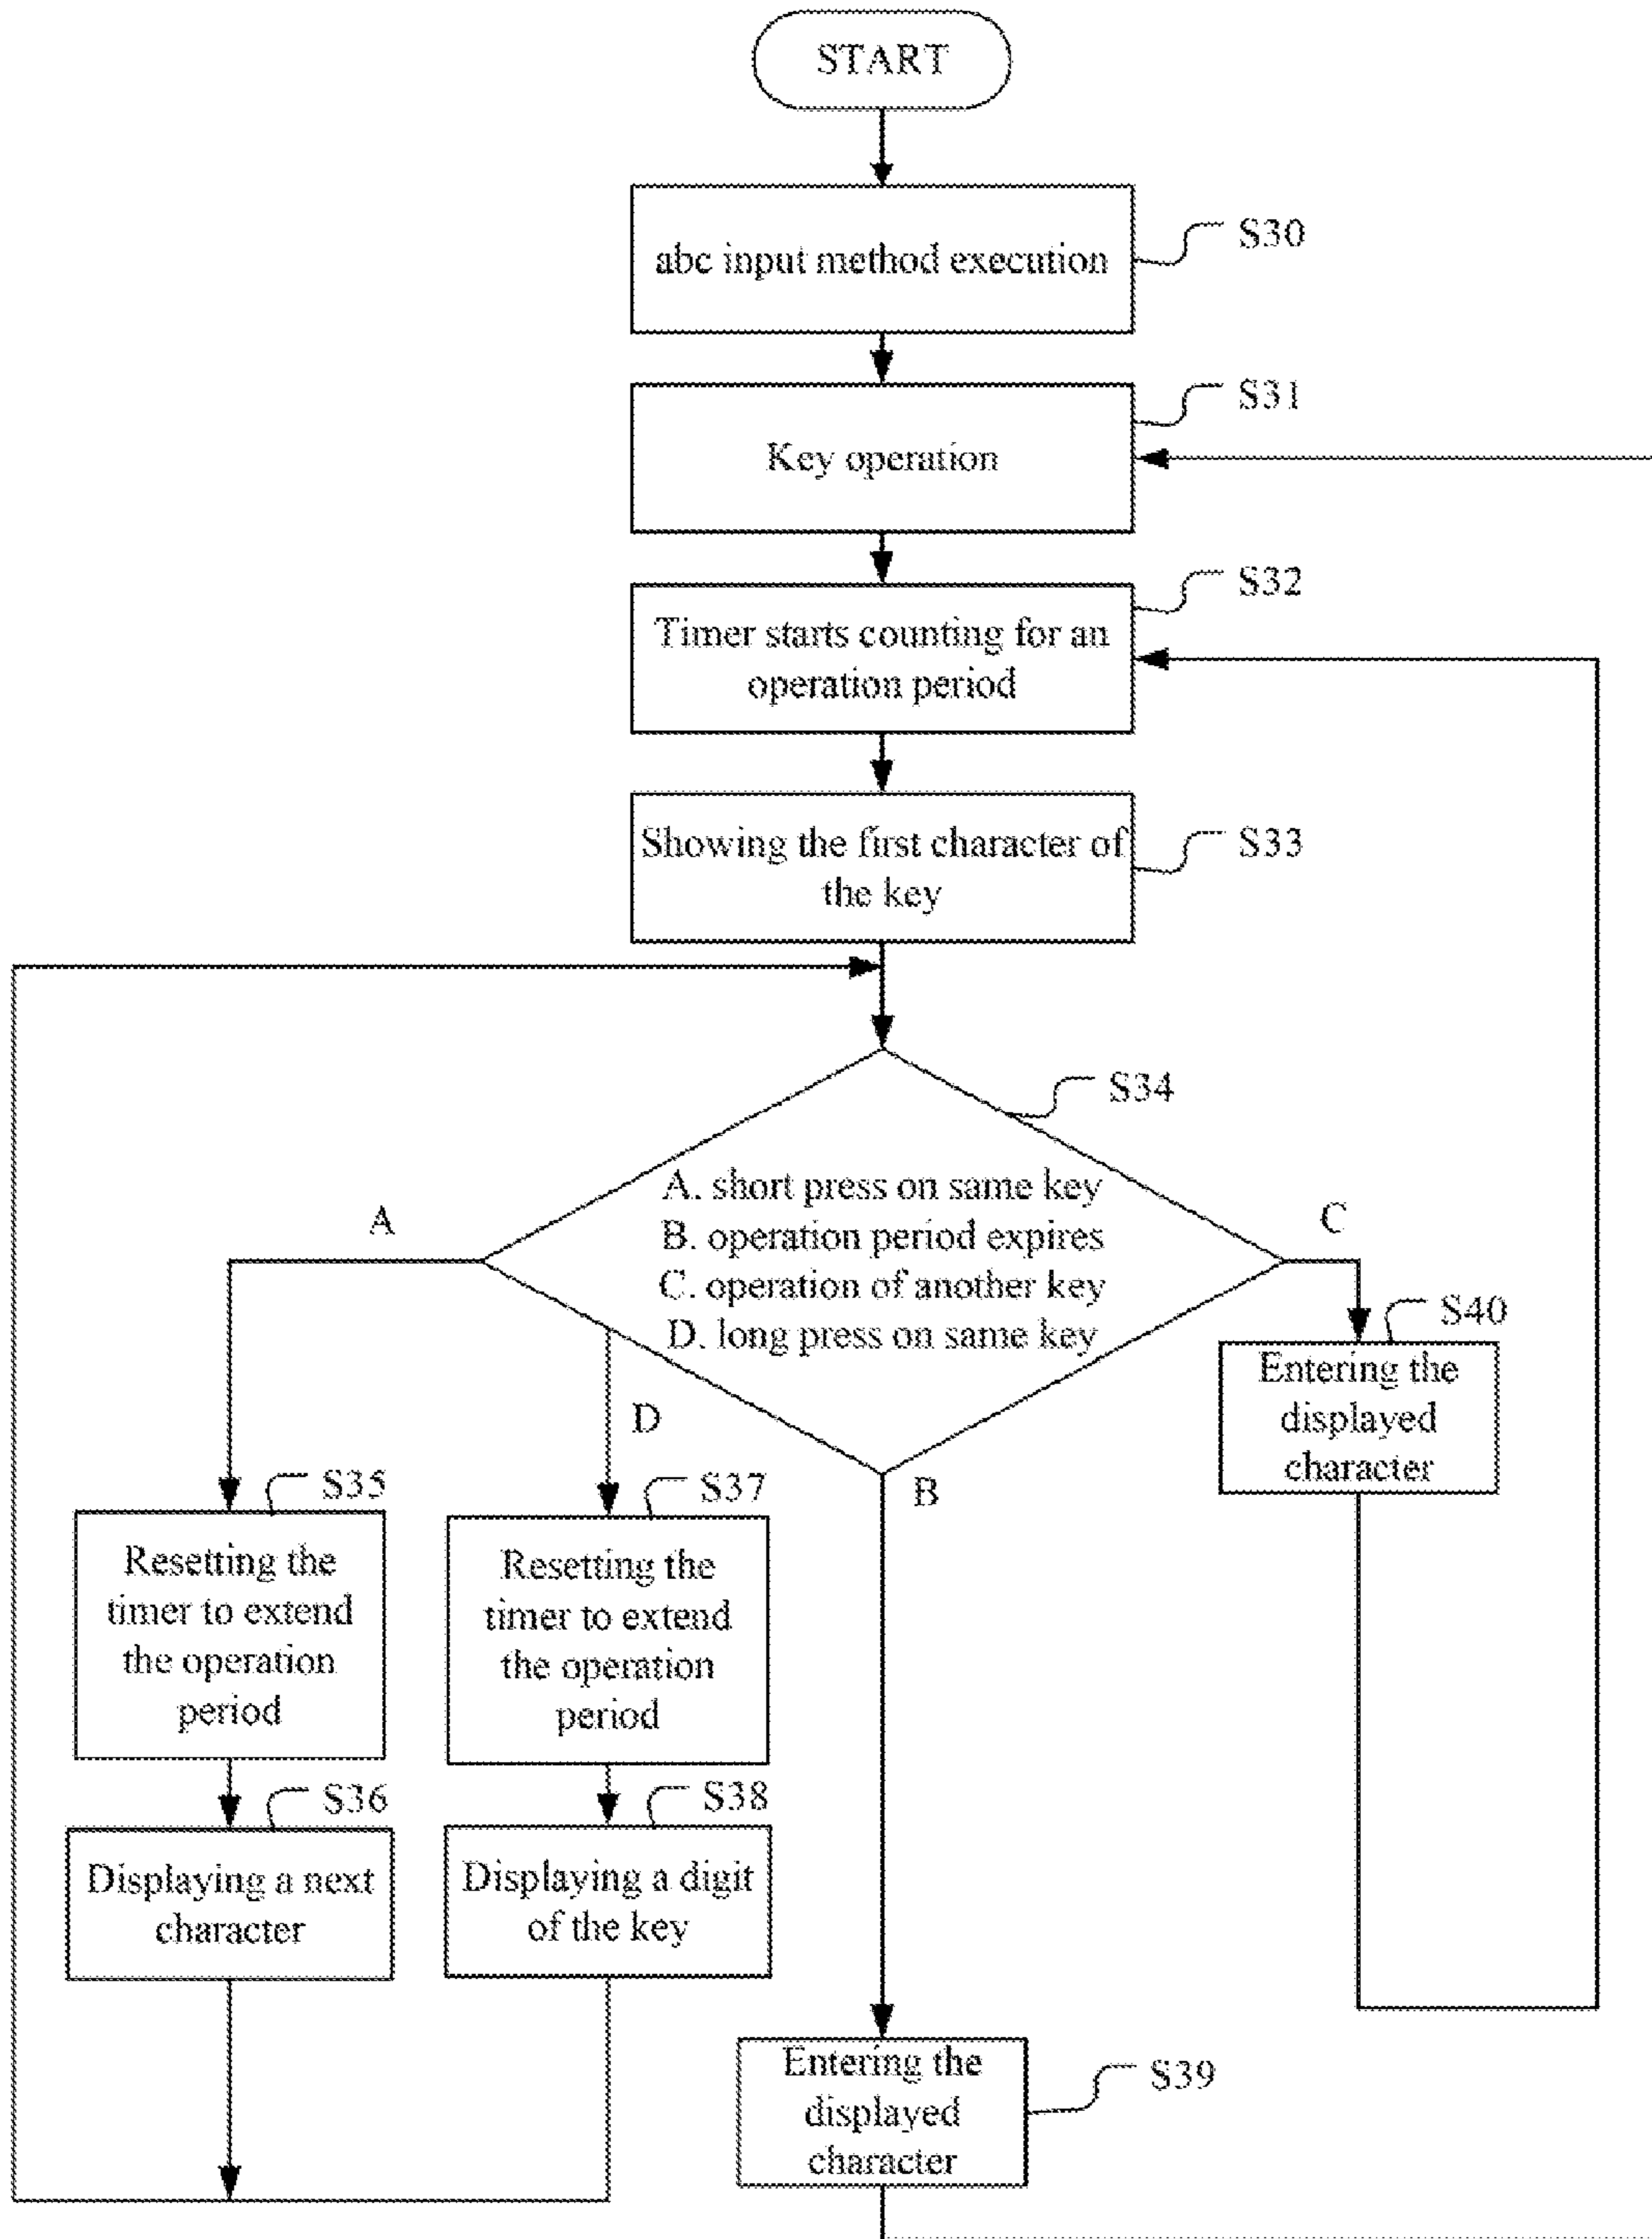 START
abc input method execution
S30
S31
Key operation
S32
Timer starts counting for an
operation period
Showing the first character of
the key
S33
S34
A. short press on same key
B. operation period expires
C. operation of another key
D. long press on same key
A
C
S40
Entering the
displayed
character
D
B
S35
Resetting the
timer to extend
the operation
period
S37
Resetting the
timer to extend
the operation
period
S36
Displaying a next
character
S38
Displaying a digit
of the key
Entering the
displayed
character
S39